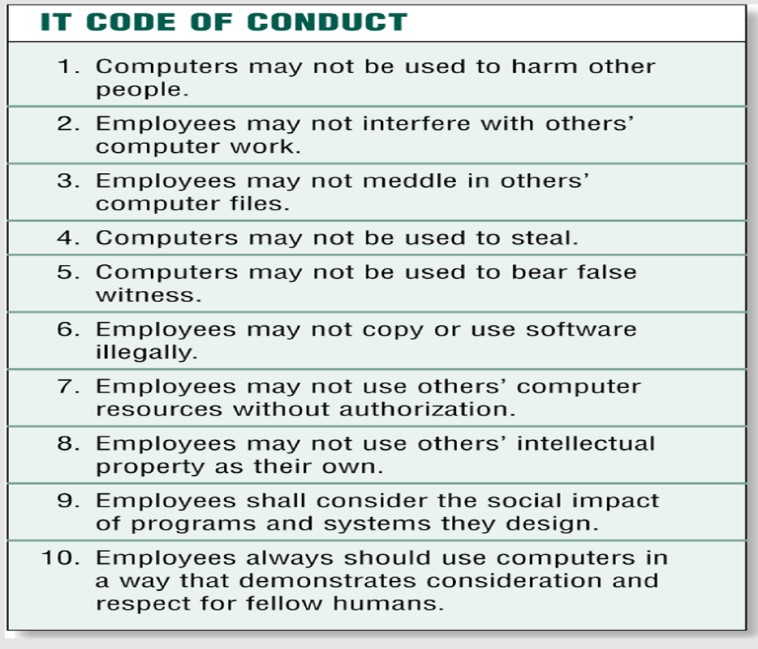 IT CODE OF CONDUCT
1. Computers may not be used to harm other
people.
2. Employees may not interfere with others’
computer work.
3. Employees may not meddle in others’
computer files.
4. Computers may not be used to steal.
5. Computers may not be used to bear false
witness.
6. Employees may not copy or use software
illegally.
7. Employees may not use others’ computer
resources without authorization.
8. Employees may not use others’ intellectual
property as their own.
9. Employees shall consider the social impact
of programs and systems they design.
10. Employees always should use computers in
a way that demonstrates consideration and
respect for fellow humans.